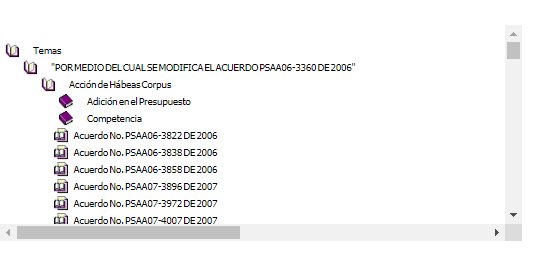 Temas
"POR MEDIO DEL CUAL SE MODIFICA EL ACUERDO PSAA06-3360 DE 2006"
Acción de Hábeas Corpus
Adición en el Presupuesto
Competencia
Acuerdo No. PSAA06-3822 DE 2006
Acuerdo No. PSAA06-3838 DE 2006
Acuerdo No. PSAA06-3858 DE 2006
Acuerdo No. PSAA07-3896 DE 2007
Acuerdo No. PSAA07-3972 DE 2007
Acuerdo No. PSAA07-4007 DE 2007